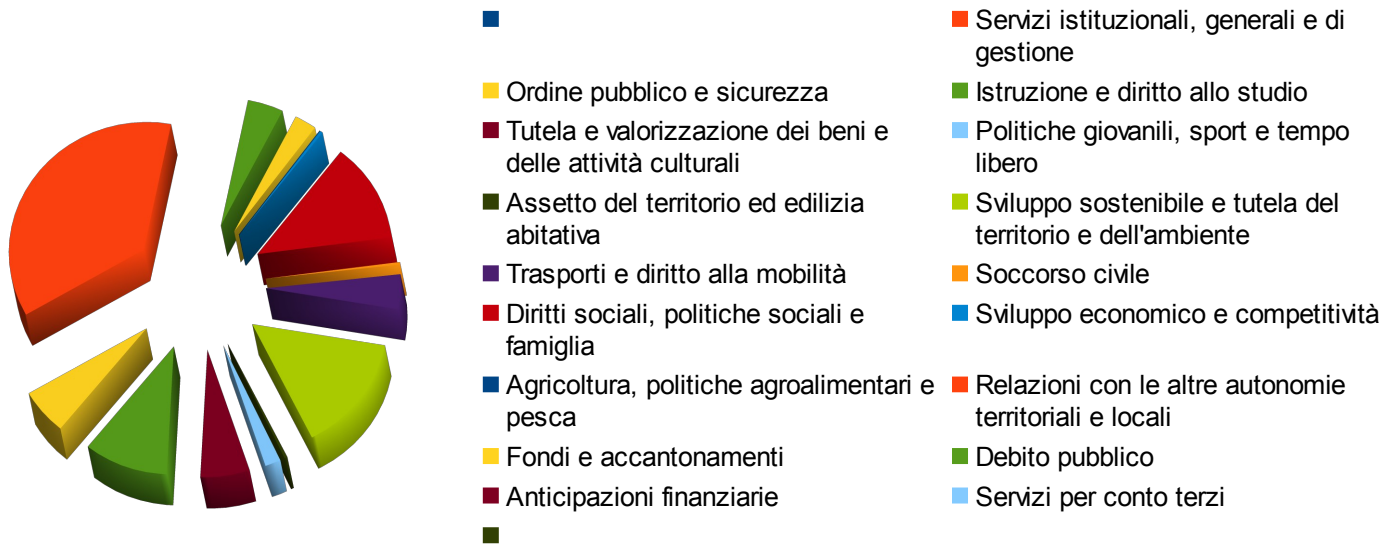 Servizi istituzionali, generali e di
gestione
Ordine pubblico e sicurezza
Istruzione e diritto allo studio
Tutela e valorizzazione dei beni e
delle attività culturali
Politiche giovanili, sport e tempo
libero
Assetto del territorio ed edilizia
abitativa
Sviluppo sostenibile e tutela del
territorio e dell'ambiente
Trasporti e diritto alla mobilità
Soccorso civile
Diritti sociali, politiche sociali e
famiglia
Sviluppo economico e competitività
Agricoltura, politiche agroalimentari e
pesca
Relazioni con le altre autonomie
territoriali e locali
Fondi e accantonamenti
Debito pubblico
Anticipazioni finanziarie
Servizi per conto terzi